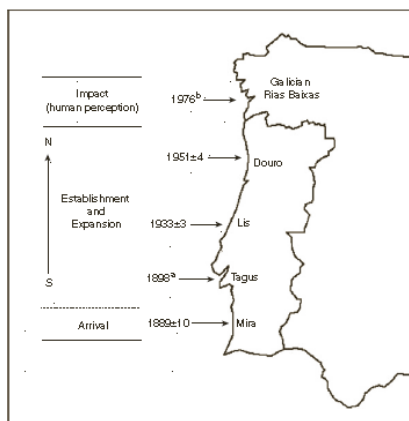 Impact
(human perception)
1976b
Galician
Rias Baixas
N
1951±4
Douro
Establishment
and
Expansion
1933±3
Lis
S
1898a
Tagus
Arrival
1889±10
Mira